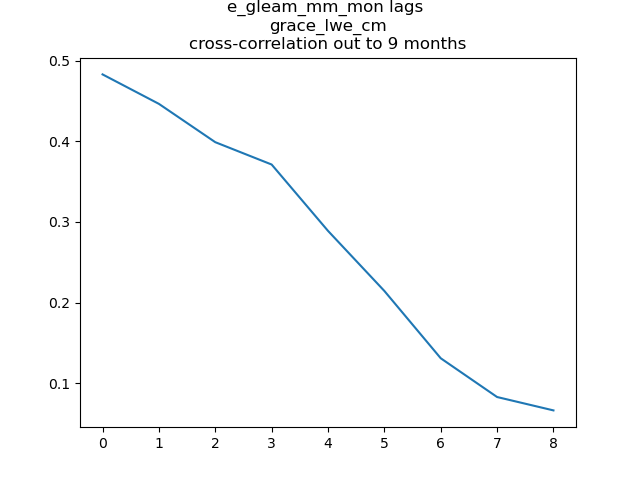 e_gleam_mm_mon lags
grace_lwe_cm
cross-correlation out to 9 months
0.5
0.4
0.3
0.2
0.1
0 1 2 3 4 5 6 7 8